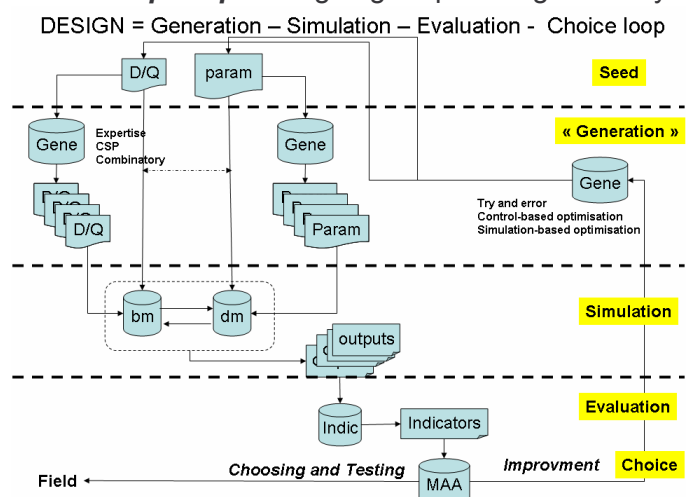 DESIGN = Generation – Simulation – Evaluation - Choice loop
D/Q
param
Seed
« Generation »
Gene
Expertise
CSP
Combinatory
Gene
Gene
Try and error
Control-based optimisation
Simulation-based optimisation
D/Q
Param
bm
dm
Simulation
outputs
Evaluation
Indic
Indicators
Choosing and Testing
Improvment
Choice
Field
MAA